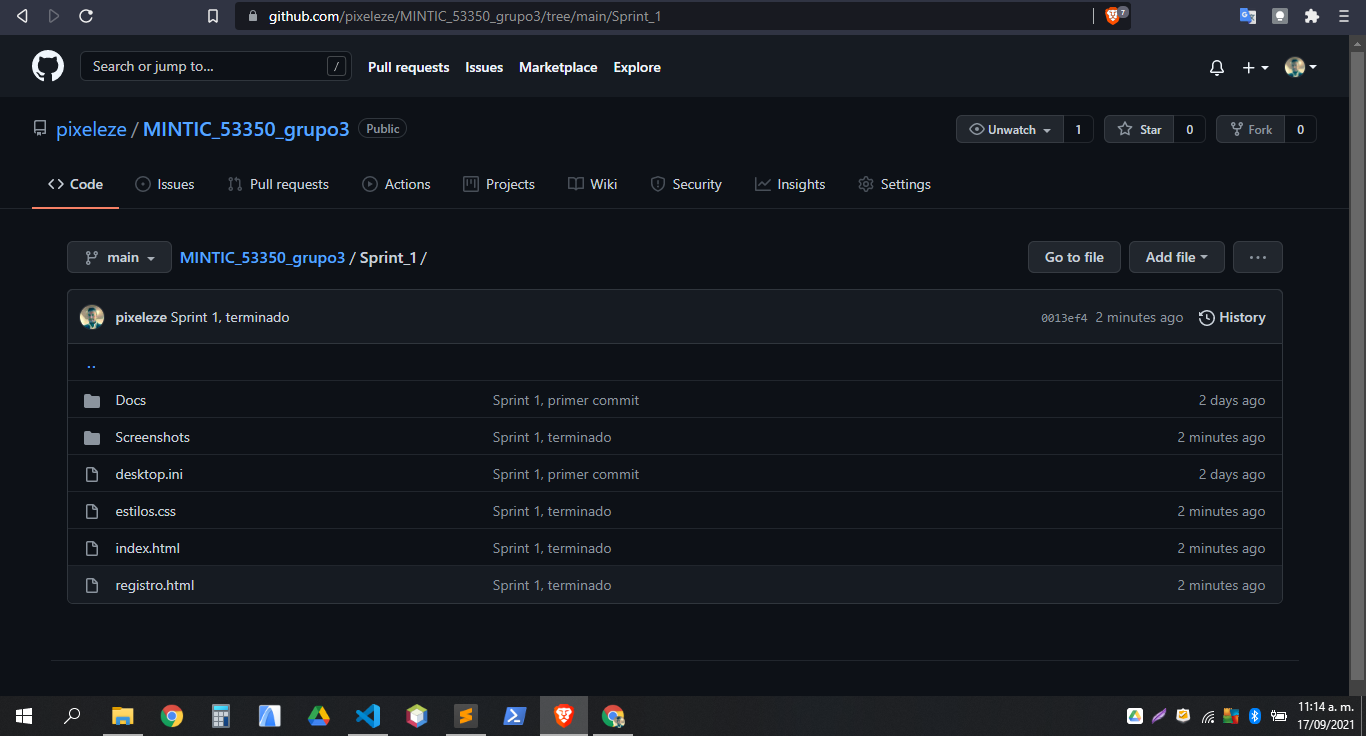 github.com/pixeleze/MINTIC_53350_grupo3/tree/main/Sprint_1
7
Search or jump to...
/
Pull requests
Issues
Marketplace
Explore
pixeleze / MINTIC_53350_grupo3
Public
Unwatch
1
Star
0
Fork
0
Code
Issues
Pull requests
Actions
Projects
Wiki
Security
Insights
Settings
main
MINTIC_53350_grupo3 / Sprint_1 /
Go to file
Add file
...
pixeleze Sprint 1, terminado
0013ef4 2 minutes ago
History
..
Docs Sprint 1, primer commit 2 days ago
Screenshots Sprint 1, terminado 2 minutes ago
desktop.ini Sprint 1, primer commit 2 days ago
estilos.css Sprint 1, terminado 2 minutes ago
index.html Sprint 1, terminado 2 minutes ago
registro.html Sprint 1, terminado 2 minutes ago
11:14 a. m.
17/09/2021